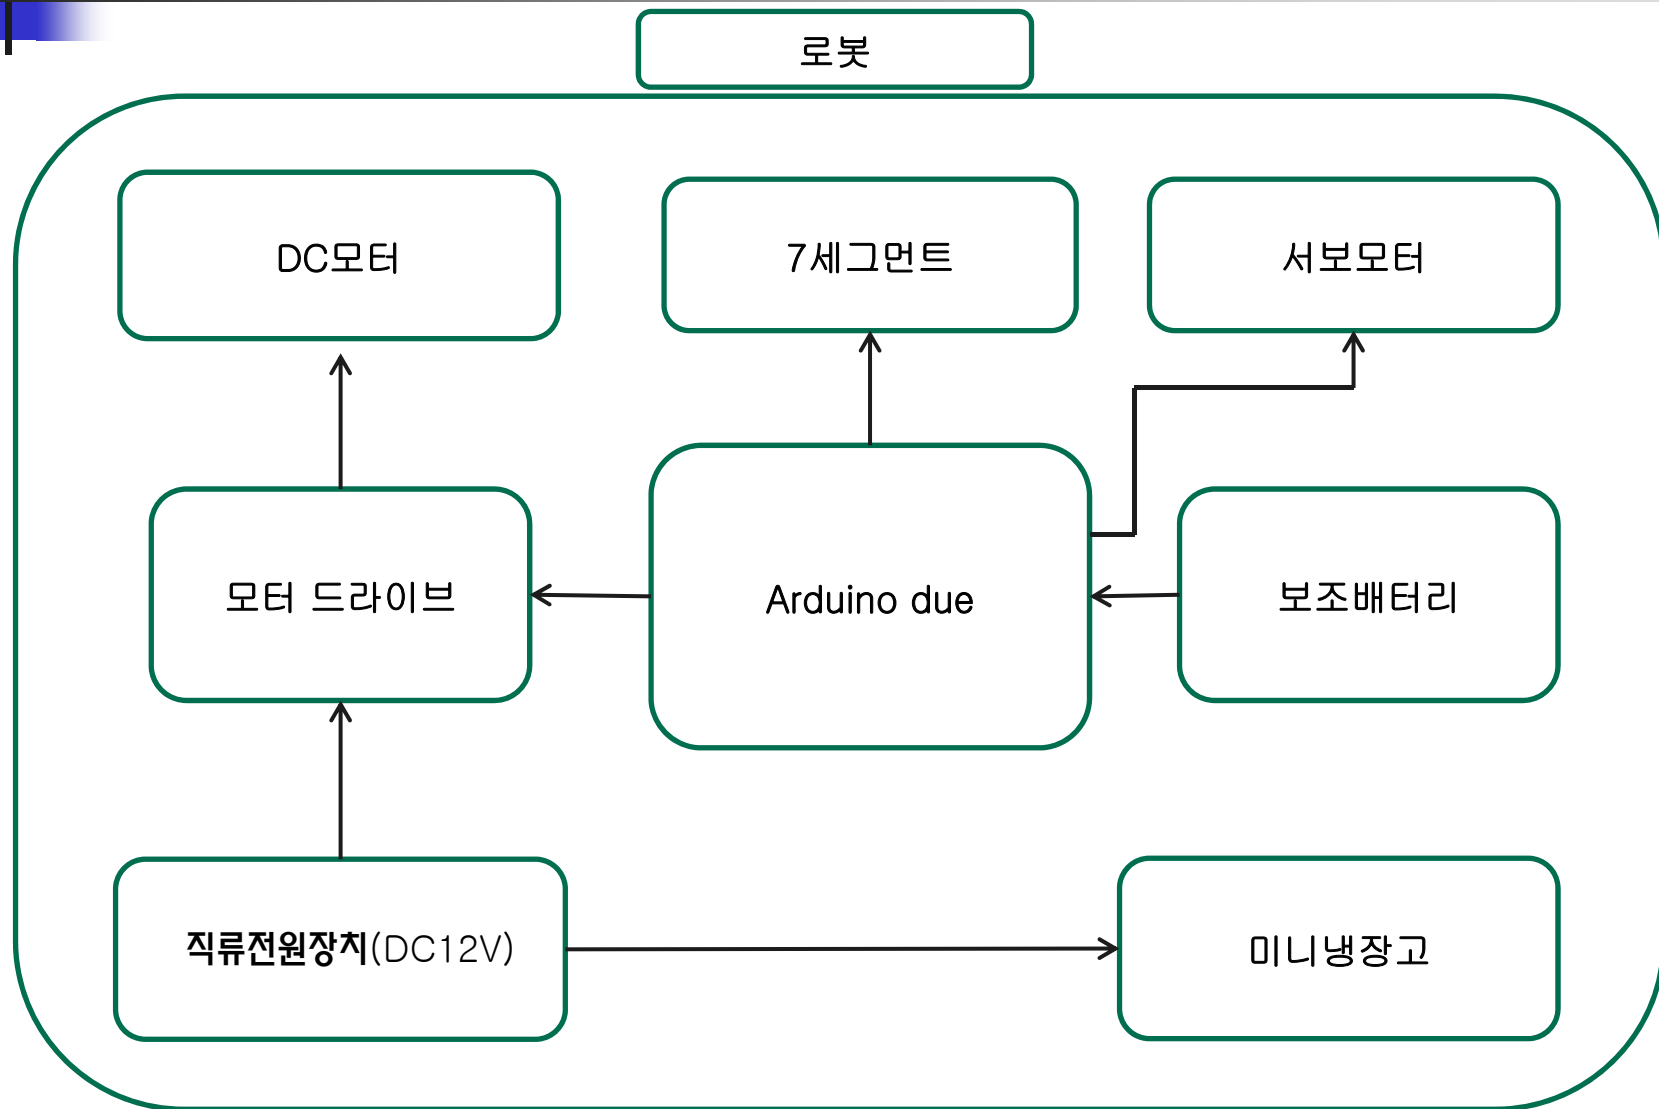 로봇
DC모터
7세그먼트
서보모터
모터 드라이브
Arduino due
보조배터리
직류전원장치(DC12V)
미니냉장고